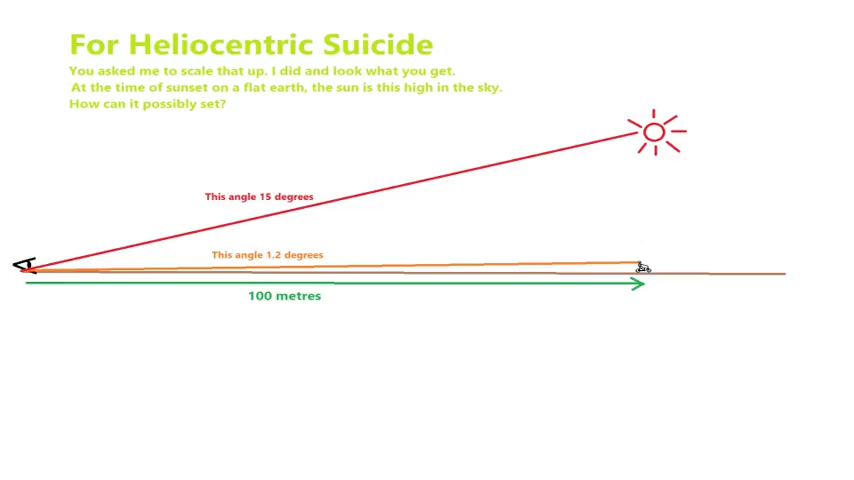 For Heliocentric Suicide
You asked me to scale that up. I did and look what you get.
At the time of sunset on a flat earth, the sun is this high in the sky.
How can it possibly set?
This angle 15 degrees
This angle 1.2 degrees
100 metres